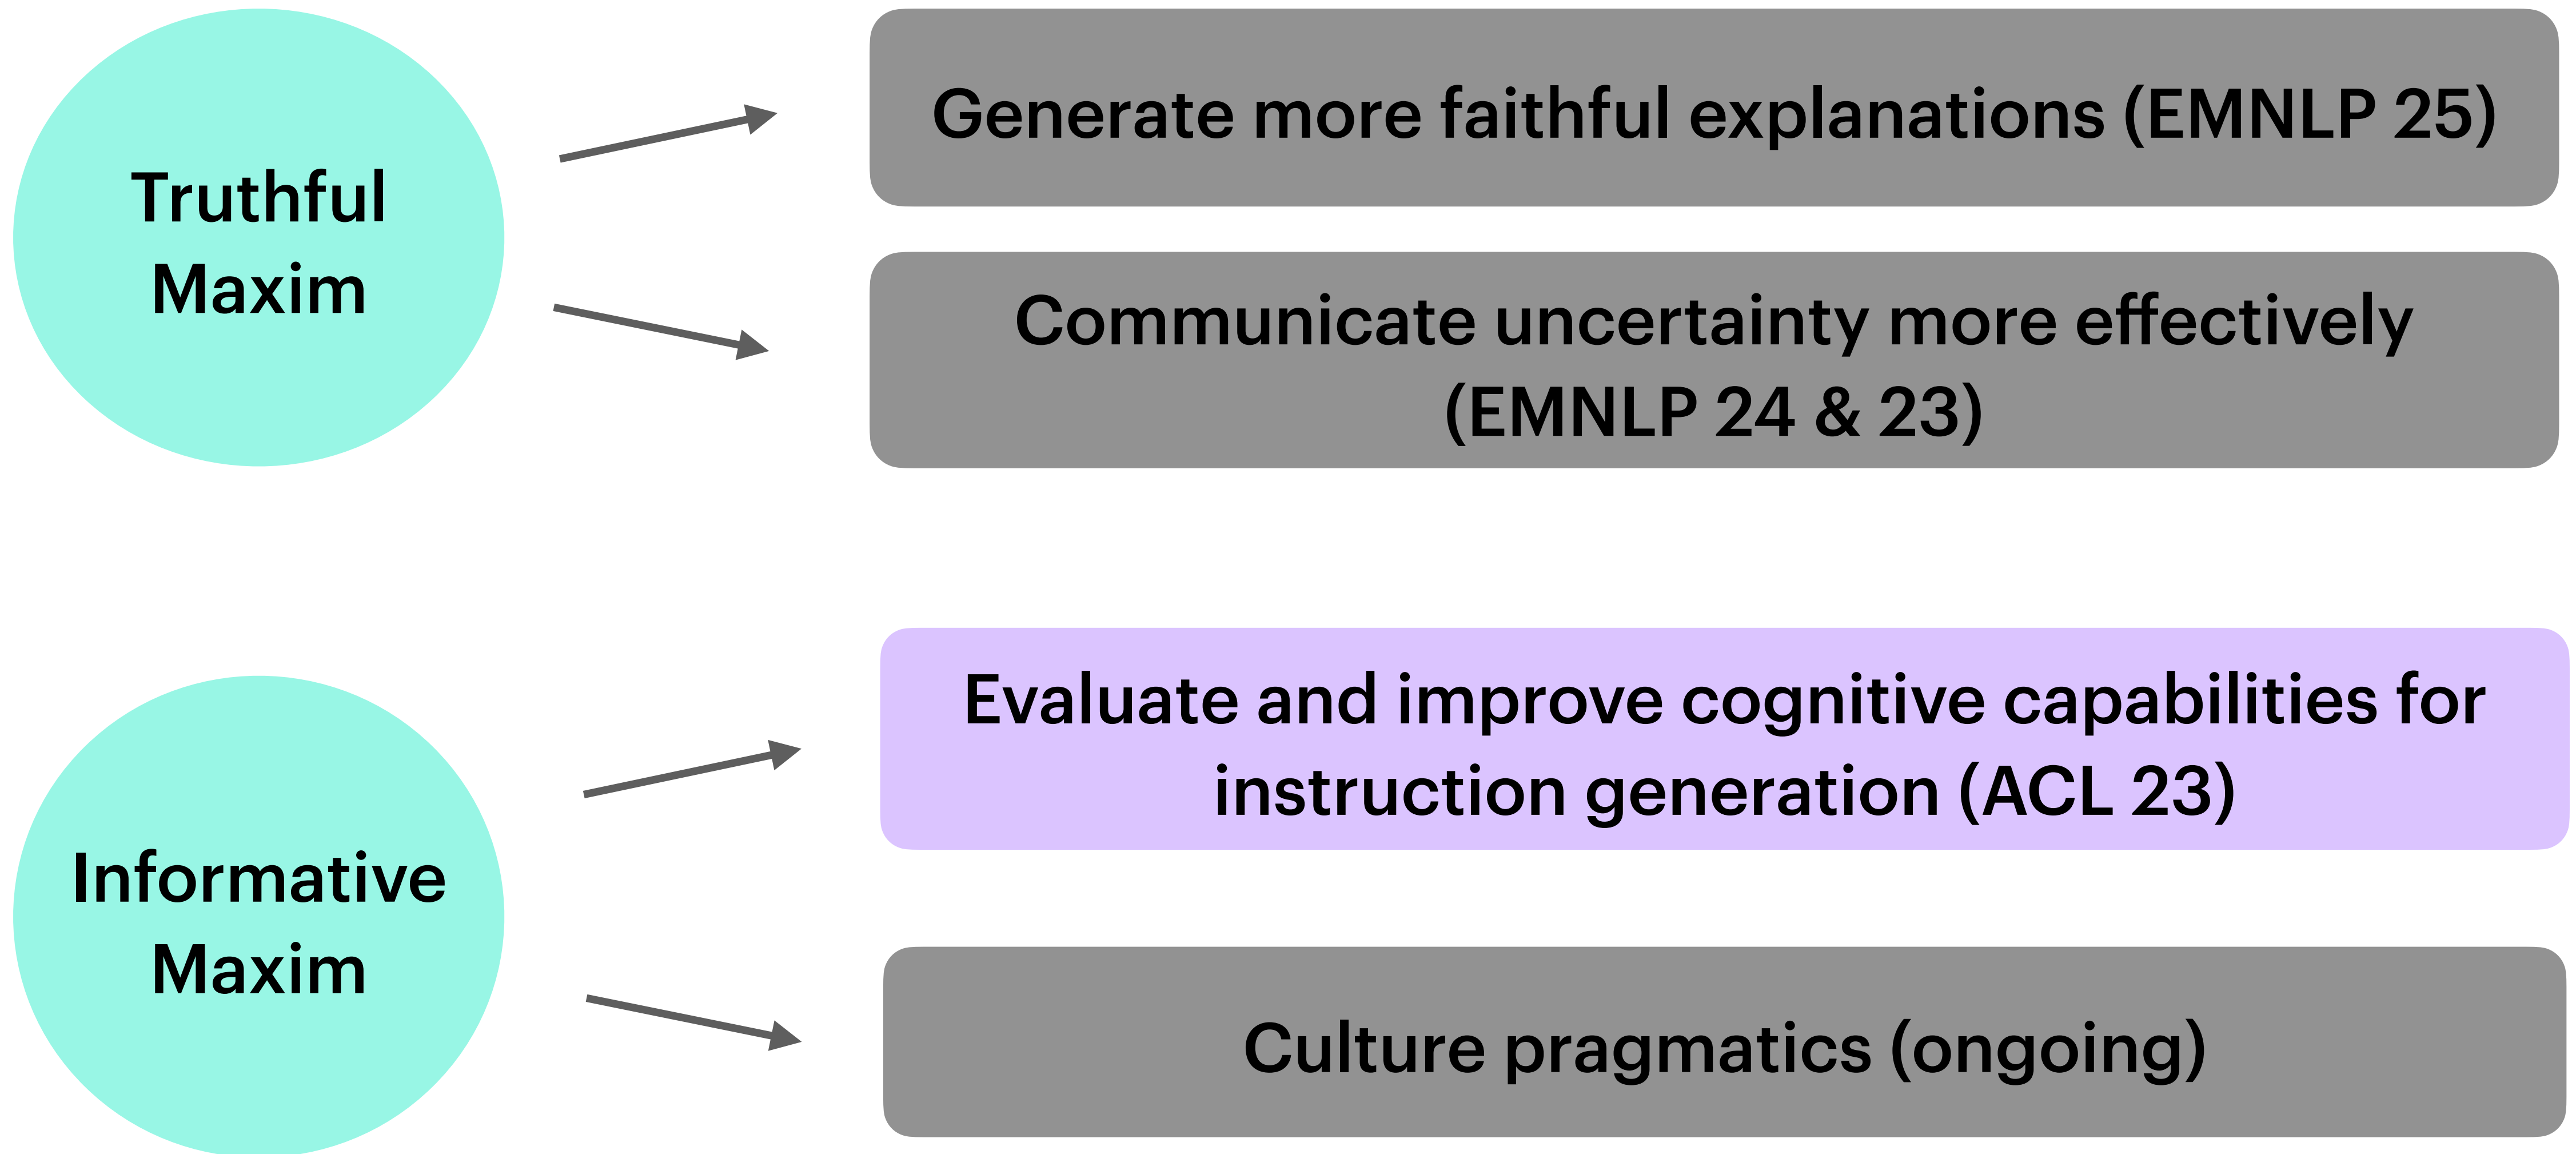 Truthful
Maxim
Generate more faithful explanations (EMNLP 25)
Communicate uncertainty more effectively
(EMNLP 24 & 23)
Informative
Maxim
Evaluate and improve cognitive capabilities for
instruction generation (ACL 23)
Culture pragmatics (ongoing)